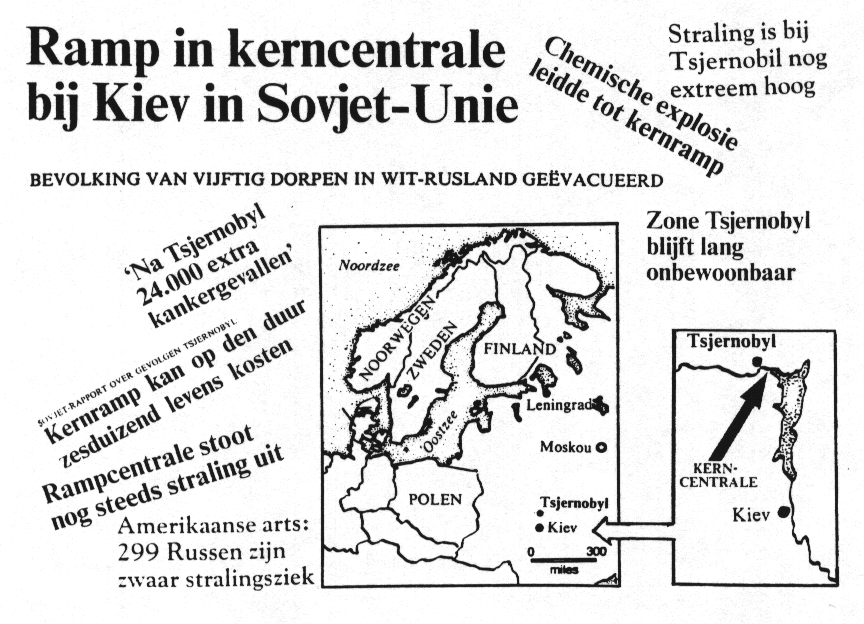 Ramp in kerncentrale
bij Kiev in Sovjet-Unie
Chemische explosie
leidde tot kernramp
Straling is bij
Tsjernobil nog
extreem hoog
BEVOLKING VAN VIJFTIG DORPEN IN WIT-RUSLAND GEËVACUEERD
'Na Tsjernobyl
24.000 extra
kankergevallen'
Zone Tsjernobyl
blijft lang
onbewoonbaar
SOVJET-RAPPORT OVER GEVOLGEN TSJERNOBYL
Kernramp kan op den duur
zesduizend levens kosten
Rampcentrale stoot
nog steeds straling uit
Amerikaanse arts:
299 Russen zijn
zwaar stralingsziek
Noordzee
NOORWEGEN
ZWEDEN
FINLAND
Leningrad
Oostzee
Moskou
POLEN
Tsjernobyl
Kiev
0 300
miles
Tsjernobyl
KERN-
CENTRALE
Kiev